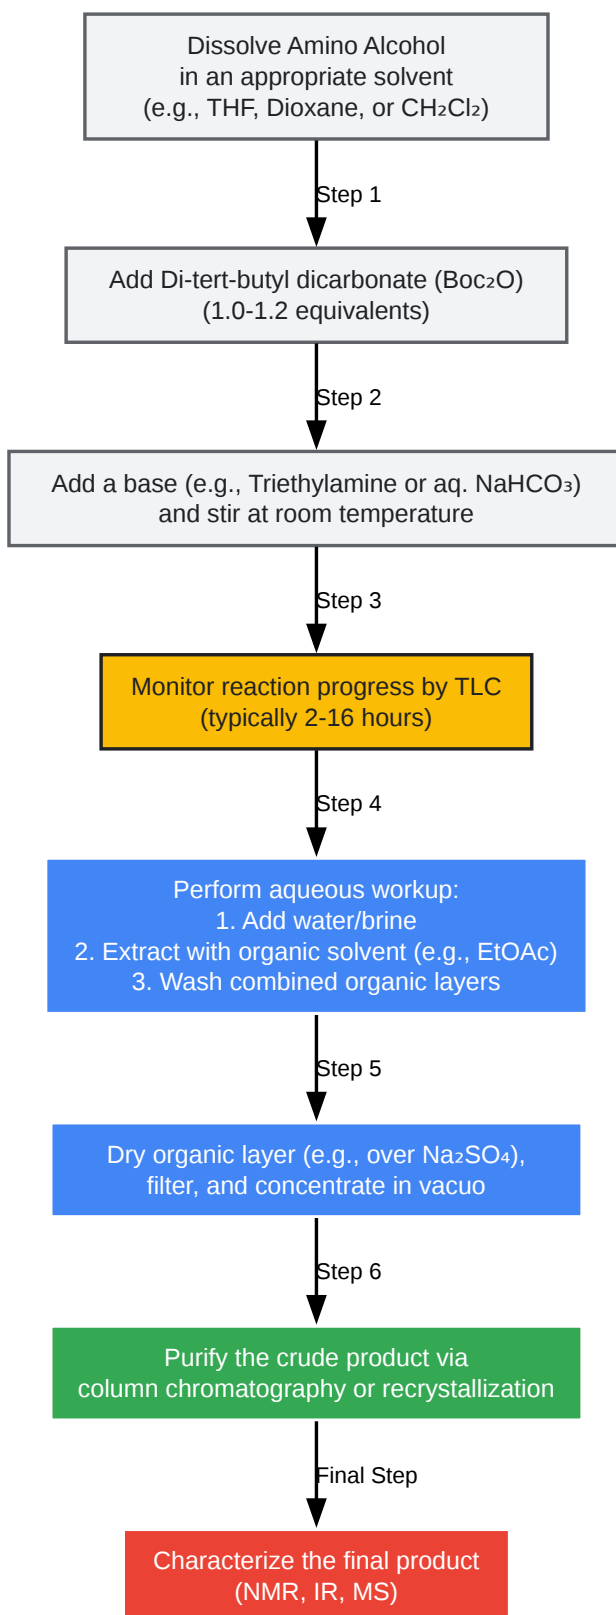 Dissolve Amino Alcohol
in an appropriate solvent
(e.g., THF, Dioxane, or CH₂Cl₂)
Step 1
Add Di-tert-butyl dicarbonate (Boc₂O)
(1.0-1.2 equivalents)
Step 2
Add a base (e.g., Triethylamine or aq. NaHCO₃)
and stir at room temperature
Step 3
Monitor reaction progress by TLC
(typically 2-16 hours)
Step 4
Perform aqueous workup:
1. Add water/brine
2. Extract with organic solvent (e.g., EtOAc)
3. Wash combined organic layers
Step 5
Dry organic layer (e.g., over Na₂SO₄),
filter, and concentrate in vacuo
Step 6
Purify the crude product via
column chromatography or recrystallization
Final Step
Characterize the final product
(NMR, IR, MS)